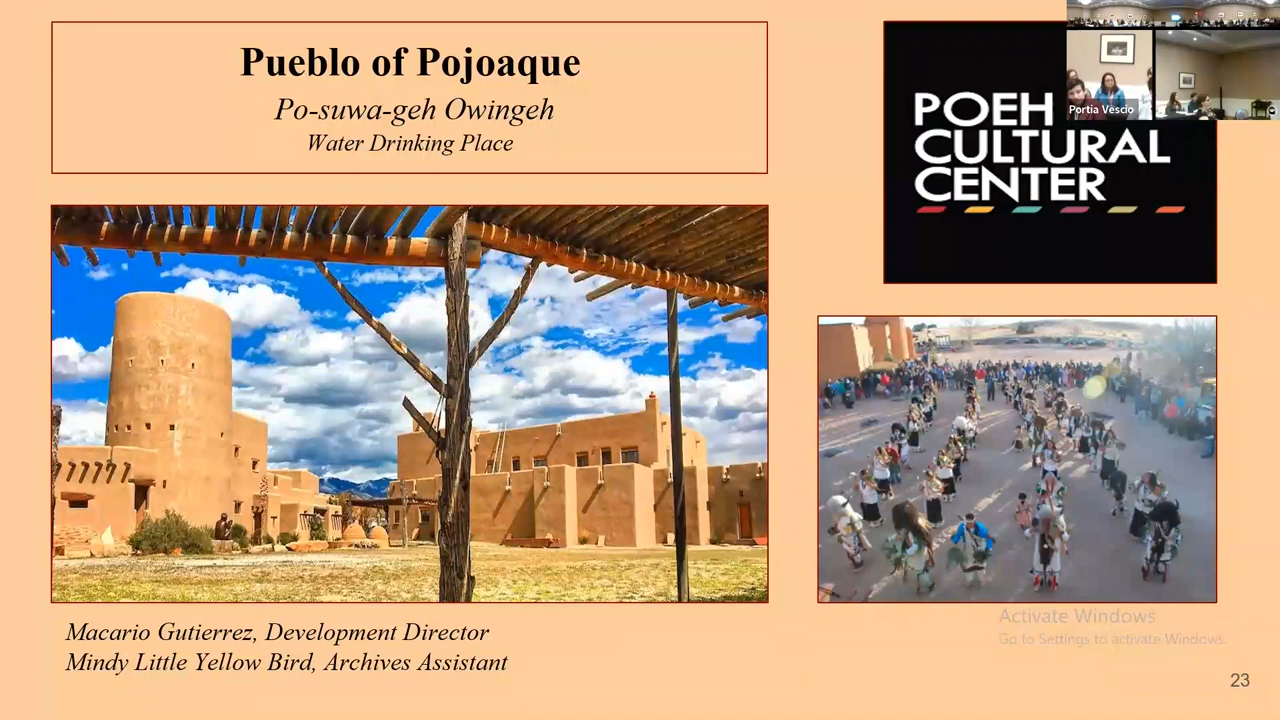 Pueblo of Pojoaque
Po-suwa-geh Owingeh
Water Drinking Place
POEH
CULTURAL
CENTER
Portia Vescio
Macario Gutierrez, Development Director
Mindy Little Yellow Bird, Archives Assistant
Activate Windows
Go to Settings to activate Windows.
23